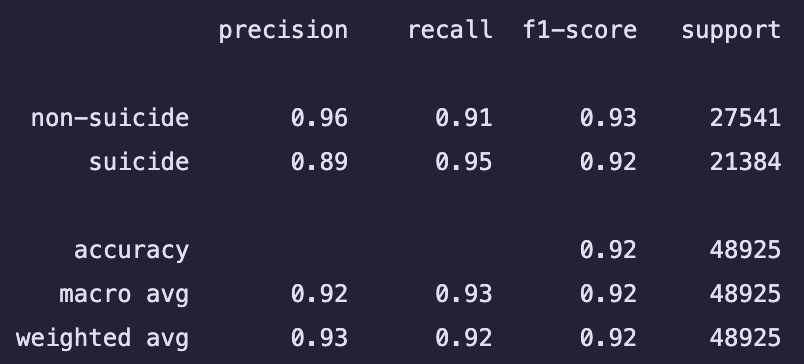 precision recall f1-score support
non-suicide 0.96 0.91 0.93 27541
suicide 0.89 0.95 0.92 21384
accuracy 0.92 48925
macro avg 0.92 0.93 0.92 48925
weighted avg 0.93 0.92 0.92 48925